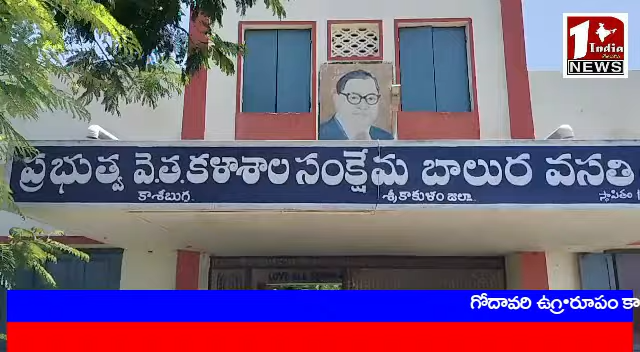 1
India
NEWS
ప్రభుత్వ వెత.కళాశాల సంక్షేమ బాలుర వసతి
కాశీబుగ్గ
శ్రీకాకుళం జిల్లా..
స్థాపితం
గోదావరి ఉగ్రరూపం కా